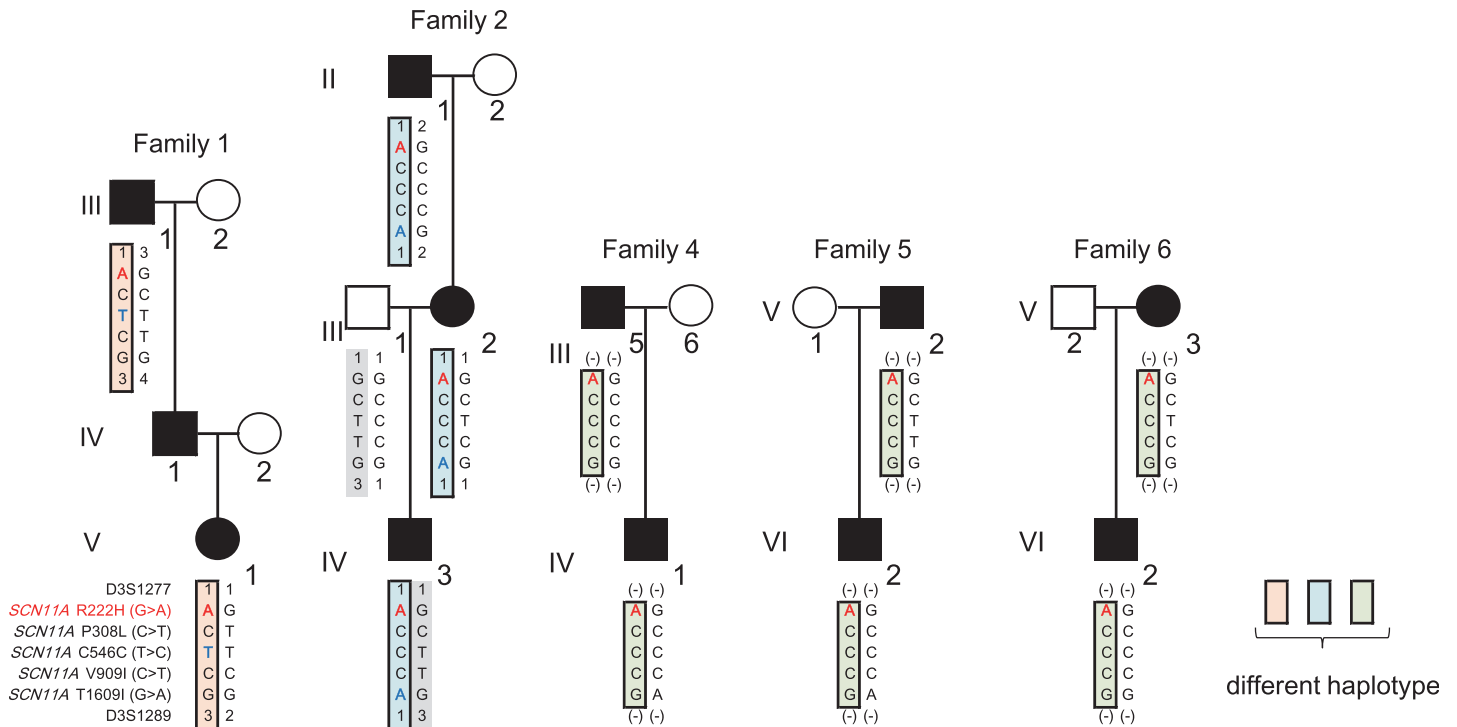 Family 1
III
1 2
1 3
A G
C C
T T
C T
G G
3 4
IV
1 2
V
1
D3S1277 1 1
SCN11A R222H (G>A) A G
SCN11A P308L (C>T) C T
SCN11A C546C (T>C) T T
SCN11A V909I (C>T) C C
SCN11A T1609I (G>A) G G
D3S1289 3 2
Family 2
II
1 2
1 2
A G
C C
C C
C C
A G
1 2
III
1 2
1 1 1 1
G G A G
C C C C
T C C T
T C C C
G G A G
3 1 1 1
IV
3
1 1
A G
C C
C T
C T
A G
1 3
Family 4
5 6
III
(-) (-)
A G
C C
C C
C C
G G
(-) (-)
IV
1
(-) (-)
A G
C C
C C
C C
G A
(-) (-)
Family 5
V
1 2
(-) (-)
A G
C C
C T
C T
G G
(-) (-)
VI
2
(-) (-)
A G
C C
C C
C C
G A
(-) (-)
Family 6
V
2 3
(-) (-)
A G
C C
C T
C C
G G
(-) (-)
VI
2
(-) (-)
A G
C C
C C
C C
G G
(-) (-)
different haplotype